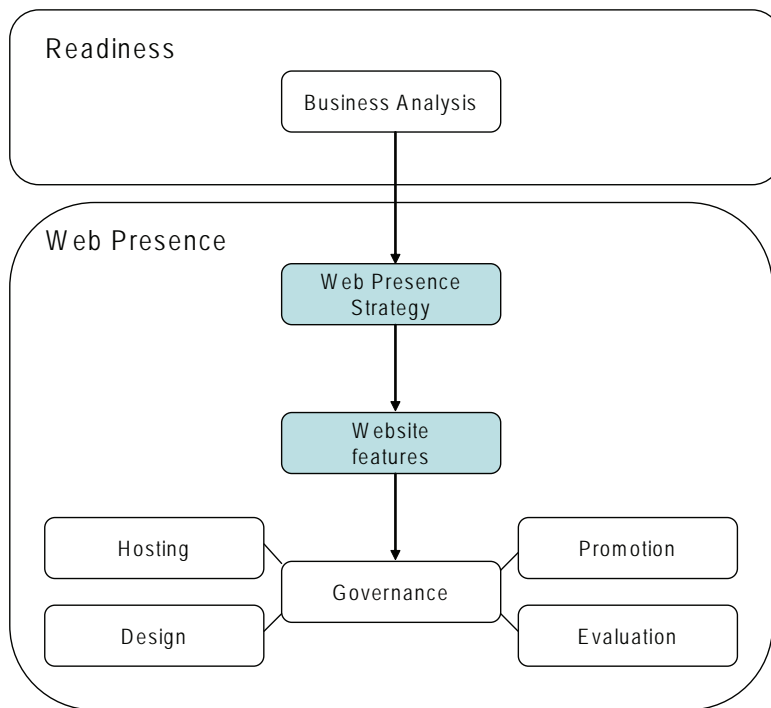 Readiness
Business Analysis
Web Presence
Web Presence
Strategy
Website
features
Hosting
Promotion
Governance
Design
Evaluation